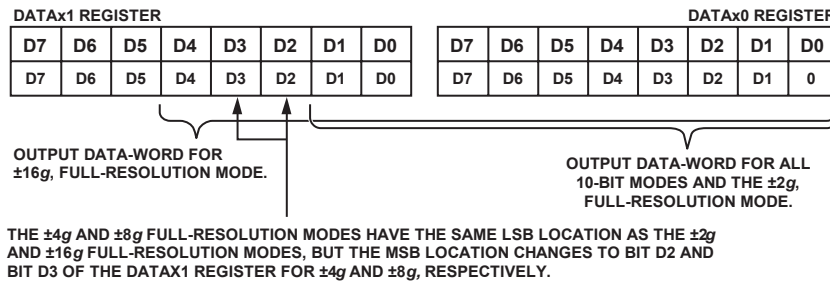 DATAx1 REGISTER
DATAx0 REGISTER
D7 D6 D5 D4 D3 D2 D1 D0
D7 D6 D5 D4 D3 D2 D1 D0
D7 D6 D5 D4 D3 D2 D1 D0
D7 D6 D5 D4 D3 D2 D1 0
OUTPUT DATA-WORD FOR
±16g, FULL-RESOLUTION MODE.
OUTPUT DATA-WORD FOR ALL
10-BIT MODES AND THE ±2g,
FULL-RESOLUTION MODE.
THE ±4g AND ±8g FULL-RESOLUTION MODES HAVE THE SAME LSB LOCATION AS THE ±2g
AND ±16g FULL-RESOLUTION MODES, BUT THE MSB LOCATION CHANGES TO BIT D2 AND
BIT D3 OF THE DATAX1 REGISTER FOR ±4g AND ±8g, RESPECTIVELY.